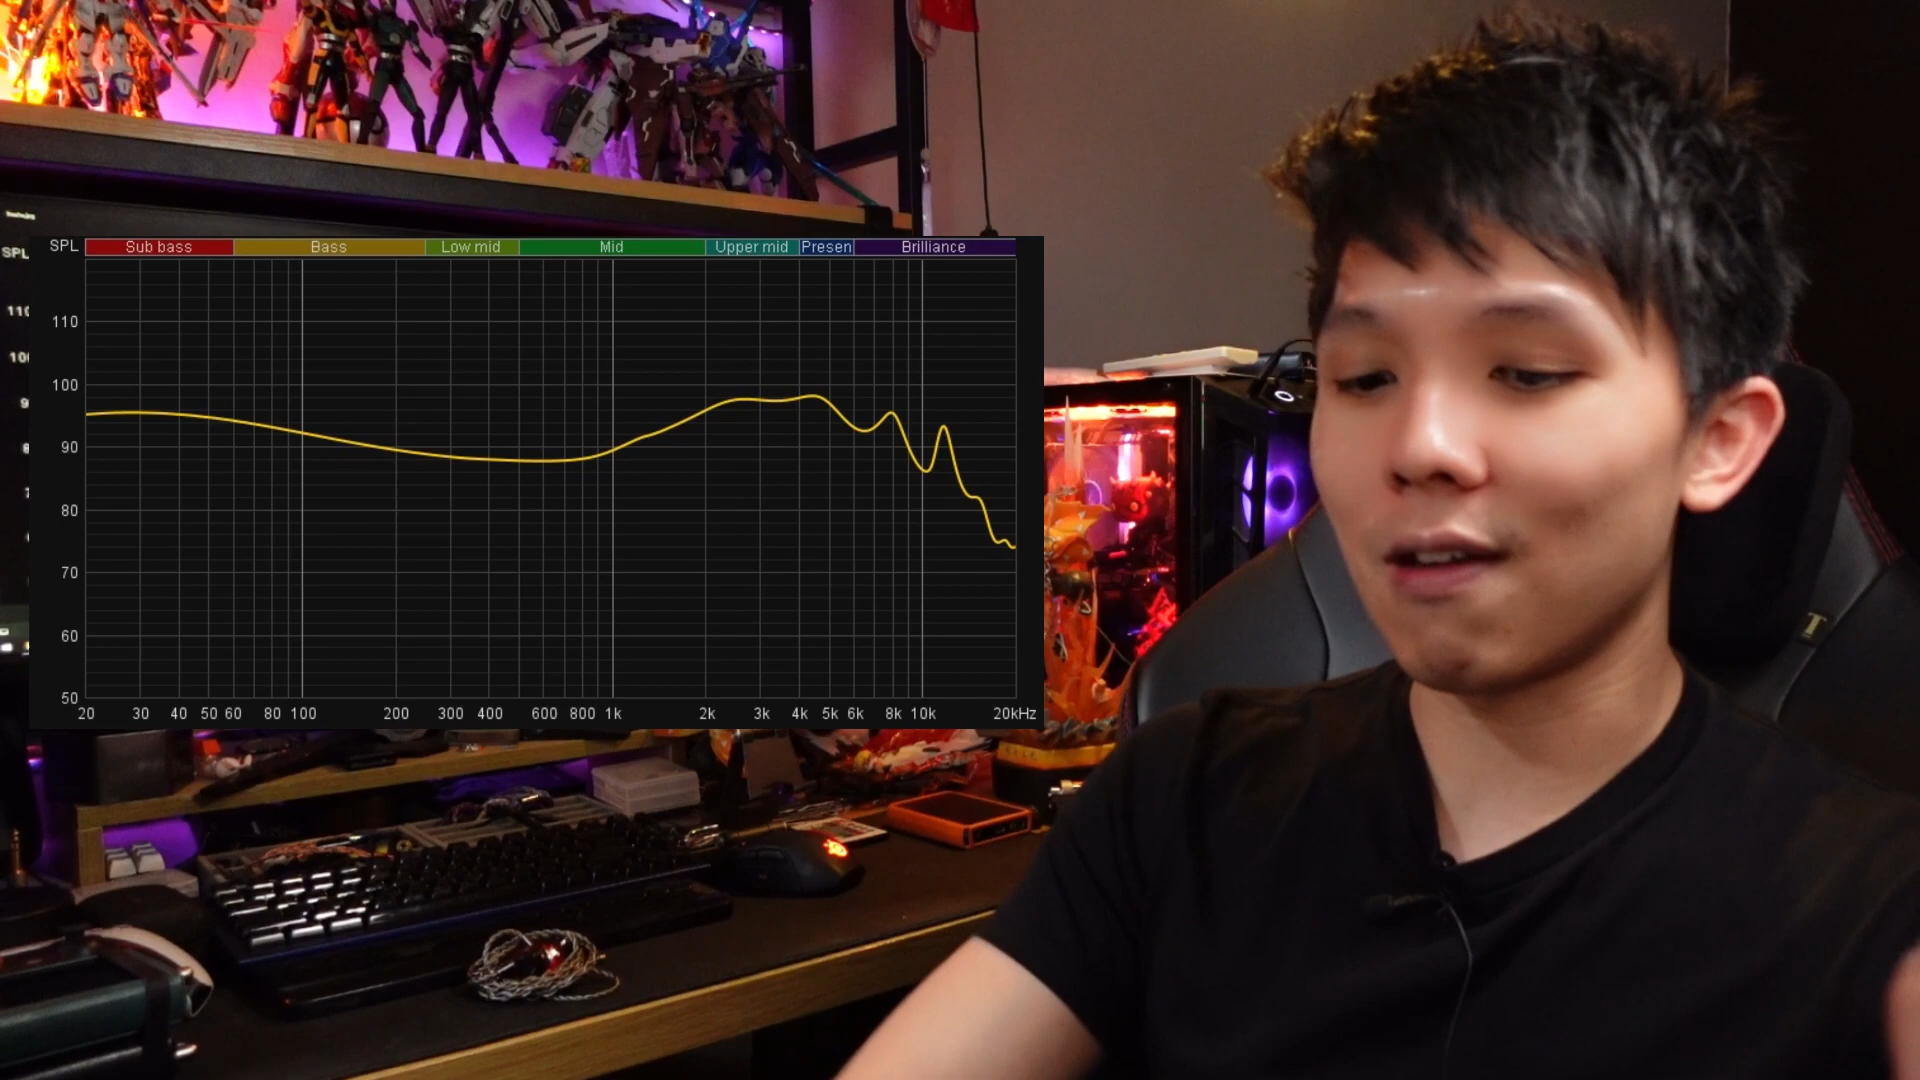 SPL Sub bass Bass Low mid Mid Upper mid Presen Brilliance
SPL
110
110
100
100
90
80
70
60
50
20 30 40 50 60 80 100 200 300 400 600 800 1k 2k 3k 4k 5k 6k 8k 10k 20kHz
T